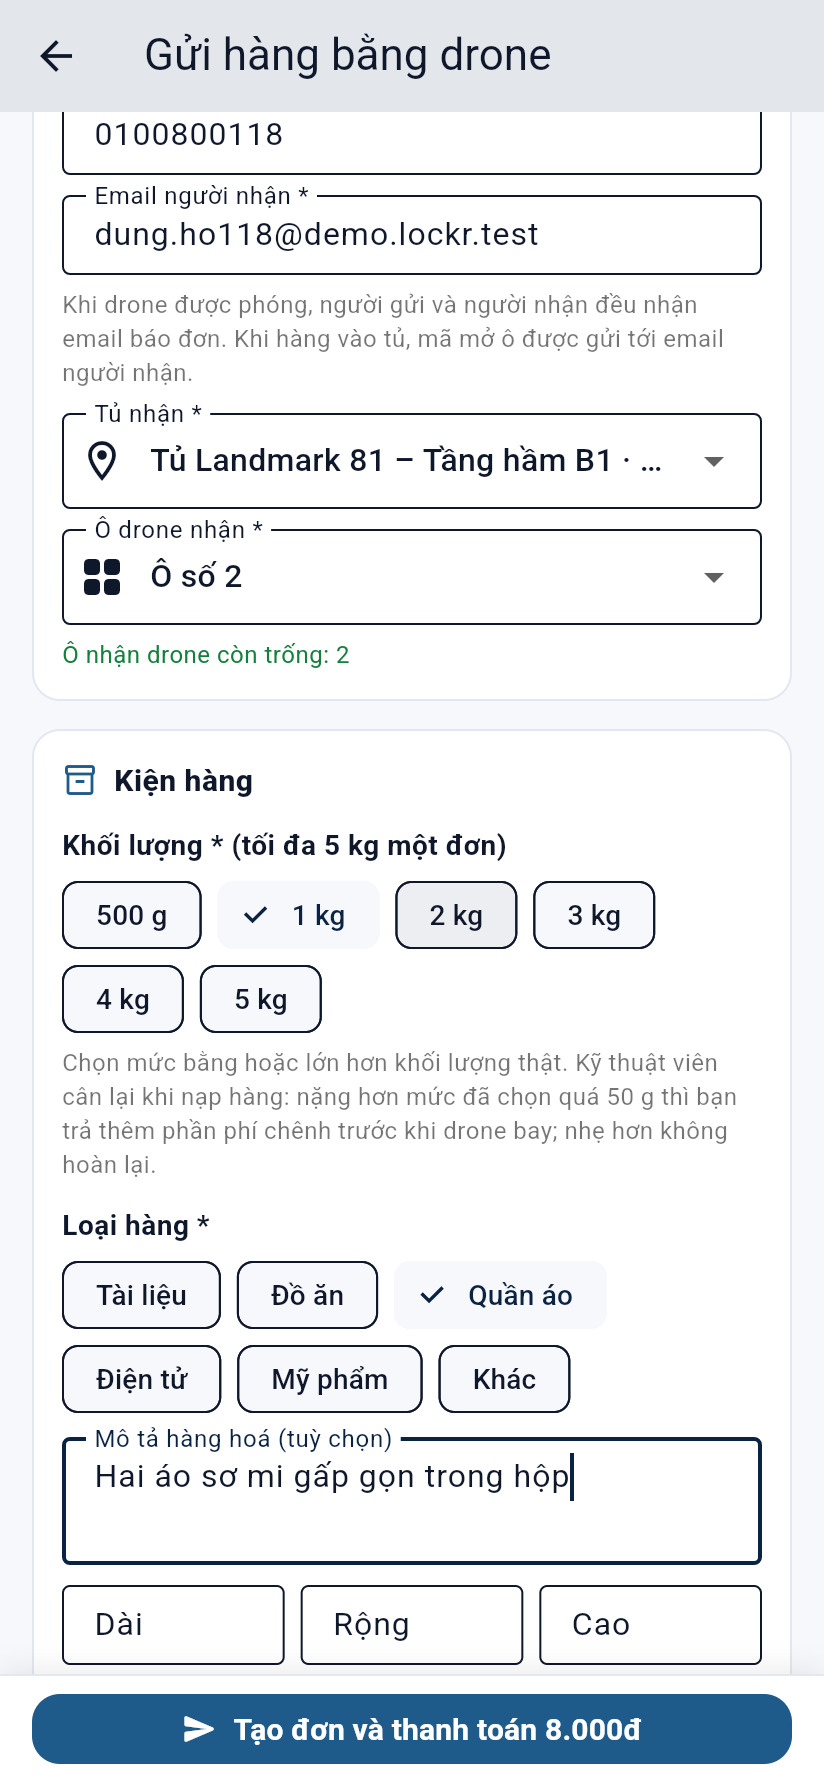 Gửi hàng bằng drone
0100800118
Email người nhận *
dung.ho118@demo.lockr.test
Khi drone được phóng, người gửi và người nhận đều nhận
email báo đơn. Khi hàng vào tủ, mã mở ô được gửi tới email
người nhận.
Tủ nhận *
Tủ Landmark 81 – Tầng hầm B1 · ...
Ô drone nhận *
Ô số 2
Ô nhận drone còn trống: 2
Kiện hàng
Khối lượng * (tối đa 5 kg một đơn)
500 g 1 kg 2 kg 3 kg
4 kg 5 kg
Chọn mức bằng hoặc lớn hơn khối lượng thật. Kỹ thuật viên
cân lại khi nạp hàng: nặng hơn mức đã chọn quá 50 g thì bạn
trả thêm phần phí chênh trước khi drone bay; nhẹ hơn không
hoàn lại.
Loại hàng *
Tài liệu Đồ ăn Quần áo
Điện tử Mỹ phẩm Khác
Mô tả hàng hoá (tuỳ chọn)
Hai áo sơ mi gấp gọn trong hộp
Dài Rộng Cao
Tạo đơn và thanh toán 8.000đ